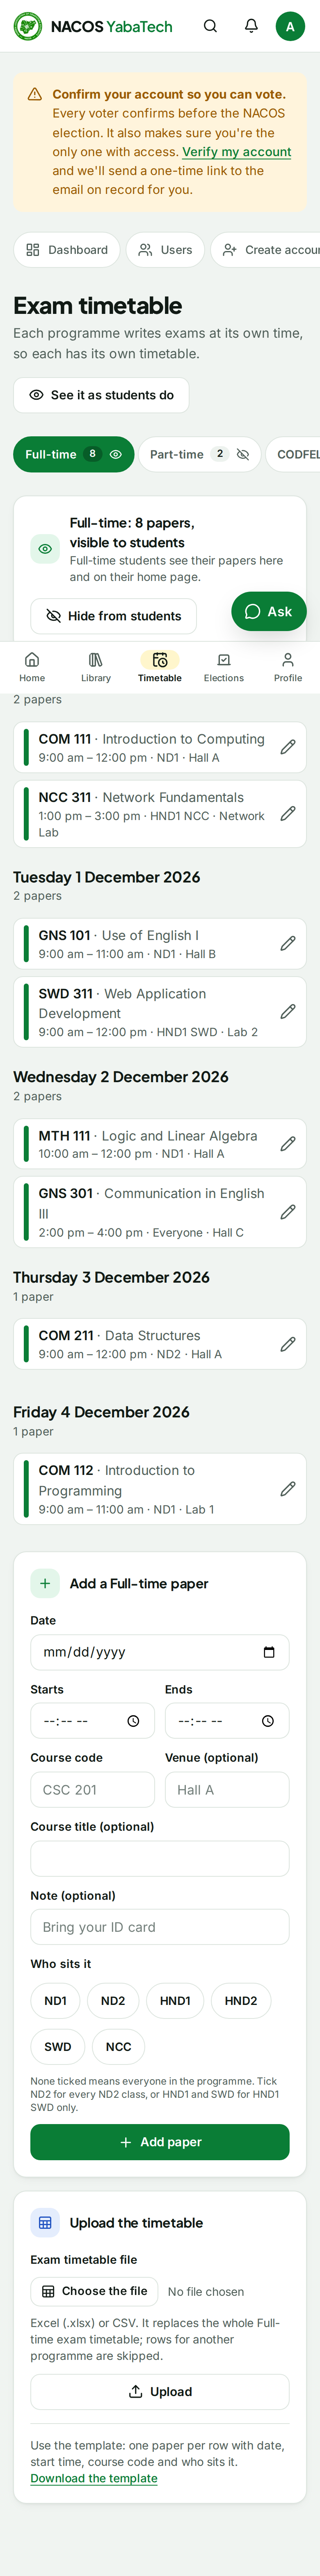 NACOS YabaTech
A
Confirm your account so you can vote.
Every voter confirms before the NACOS
election. It also makes sure you're the
only one with access. Verify my account
and we'll send a one-time link to the
email on record for you.
Dashboard
Users
Create accoun
Exam timetable
Each programme writes exams at its own time,
so each has its own timetable.
See it as students do
Full-time 8
Part-time 2
CODFEL
Full-time: 8 papers,
visible to students
Full-time students see their papers here
and on their home page.
Hide from students
Ask
Home
Library
Timetable
Elections
Profile
2 papers
COM 111 · Introduction to Computing
9:00 am – 12:00 pm · ND1 · Hall A
NCC 311 · Network Fundamentals
1:00 pm – 3:00 pm · HND1 NCC · Network
Lab
Tuesday 1 December 2026
2 papers
GNS 101 · Use of English I
9:00 am – 11:00 am · ND1 · Hall B
SWD 311 · Web Application
Development
9:00 am – 12:00 pm · HND1 SWD · Lab 2
Wednesday 2 December 2026
2 papers
MTH 111 · Logic and Linear Algebra
10:00 am – 12:00 pm · ND1 · Hall A
GNS 301 · Communication in English
III
2:00 pm – 4:00 pm · Everyone · Hall C
Thursday 3 December 2026
1 paper
COM 211 · Data Structures
9:00 am – 12:00 pm · ND2 · Hall A
Friday 4 December 2026
1 paper
COM 112 · Introduction to
Programming
9:00 am – 11:00 am · ND1 · Lab 1
Add a Full-time paper
Date
mm/dd/yyyy
Starts
Ends
--:-- --
--:-- --
Course code
Venue (optional)
CSC 201
Hall A
Course title (optional)
Note (optional)
Bring your ID card
Who sits it
ND1
ND2
HND1
HND2
SWD
NCC
None ticked means everyone in the programme. Tick
ND2 for every ND2 class, or HND1 and SWD for HND1
SWD only.
Add paper
Upload the timetable
Exam timetable file
Choose the file
No file chosen
Excel (.xlsx) or CSV. It replaces the whole Full-
time exam timetable; rows for another
programme are skipped.
Upload
Use the template: one paper per row with date,
start time, course code and who sits it.
Download the template